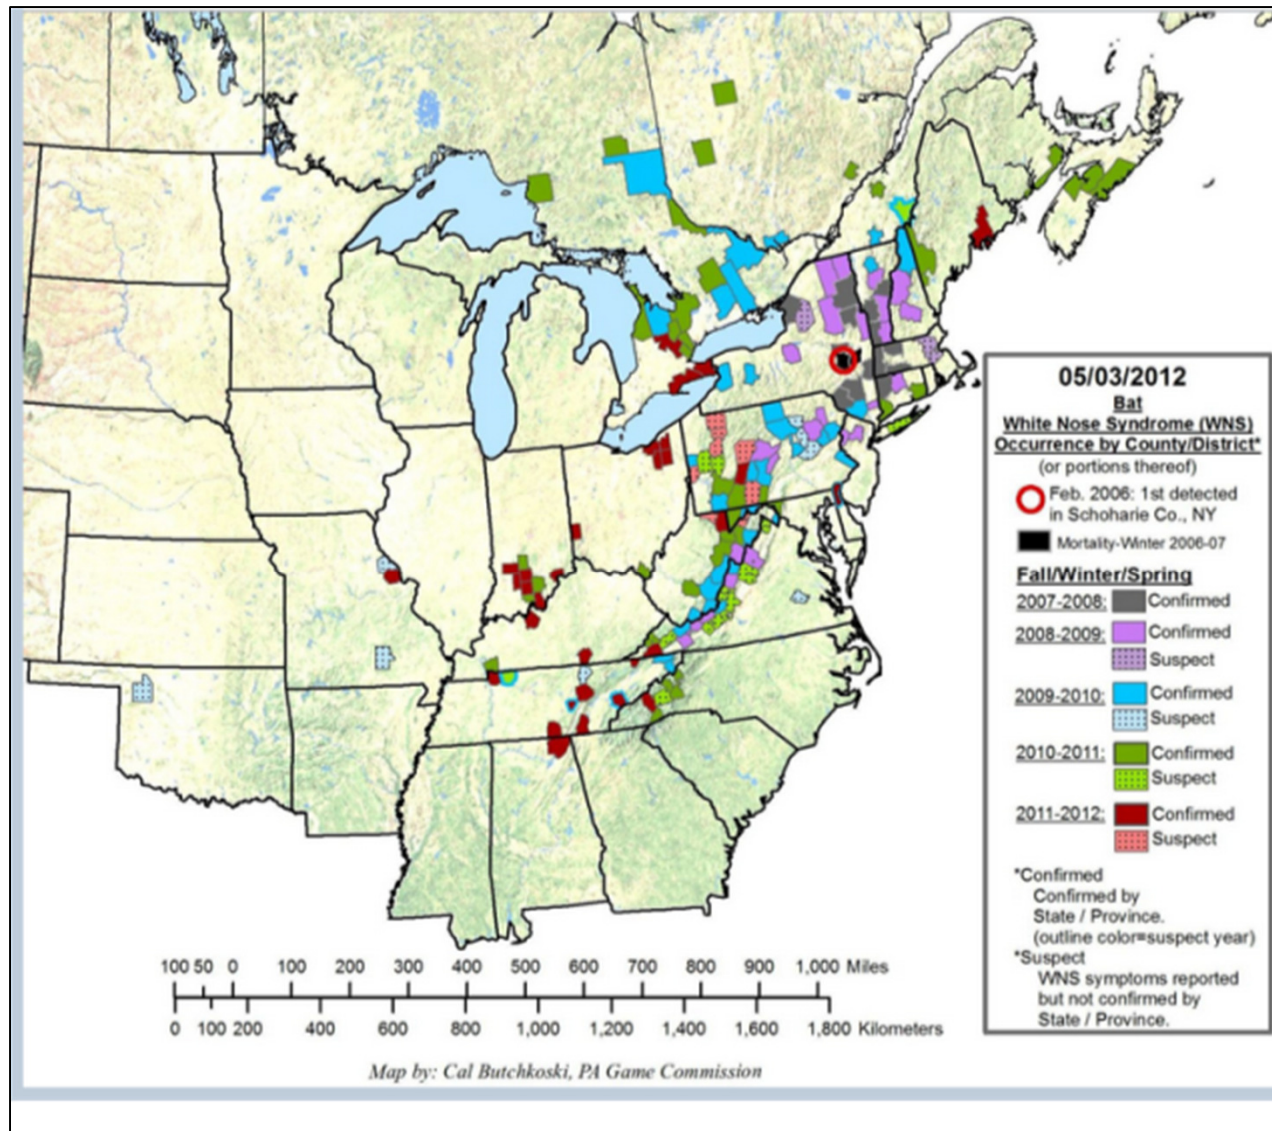 05/03/2012
Bat
White Nose Syndrome (WNS)
Occurrence by County/District*
(or portions thereof)
Feb. 2006: 1st detected
in Schoharie Co., NY
Mortality-Winter 2006-07
Fall/Winter/Spring
2007-2008: Confirmed
2008-2009: Confirmed
Suspect
2009-2010: Confirmed
Suspect
2010-2011: Confirmed
Suspect
2011-2012: Confirmed
Suspect
*Confirmed
Confirmed by
State / Province.
(outline color=suspect year)
*Suspect
WNS symptoms reported
but not confirmed by
State / Province.
100 50 0 100 200 300 400 500 600 700 800 900 1,000 Miles
0 100 200 400 600 800 1,000 1,200 1,400 1,600 1,800 Kilometers
Map by: Cal Butchkoski, PA Game Commission